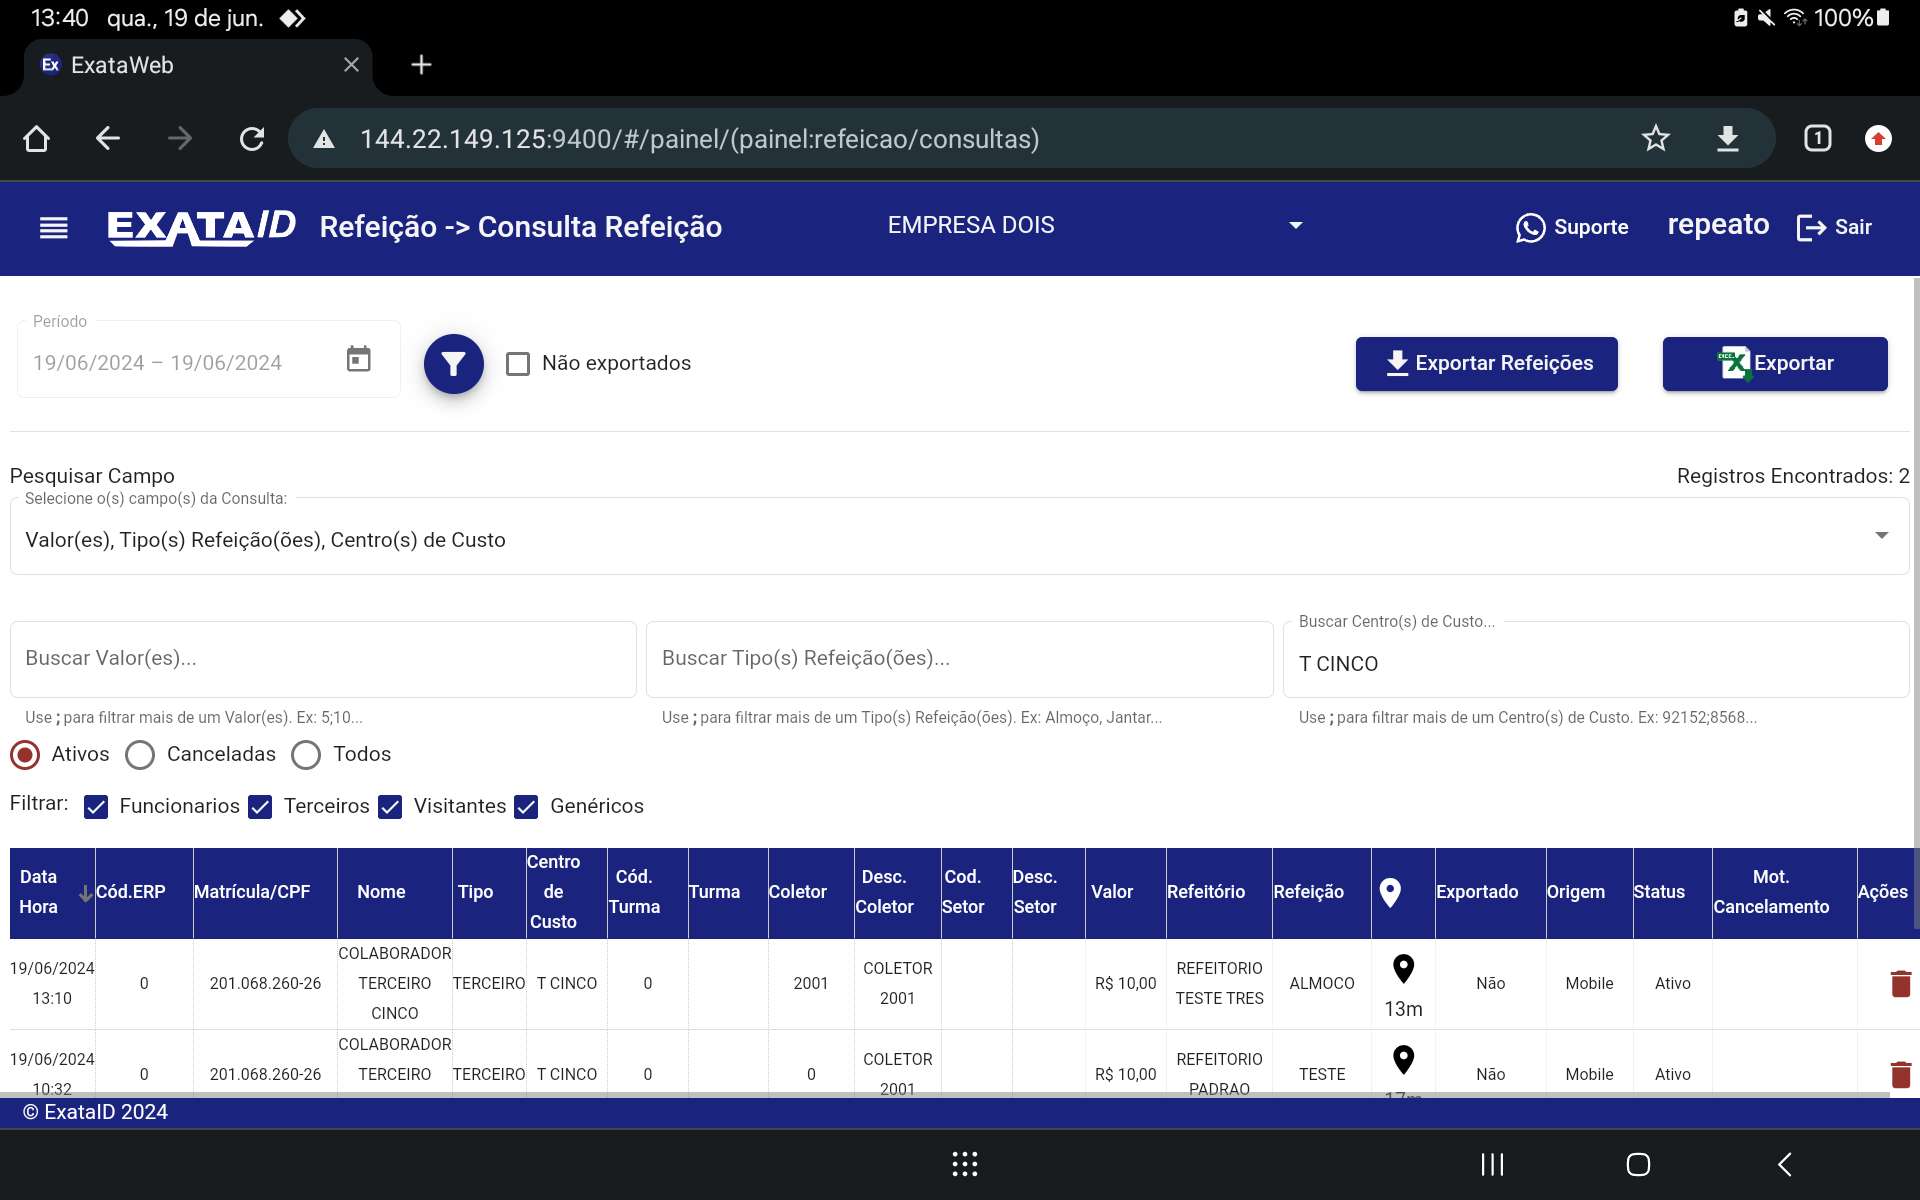 13:40 qua., 19 de jun. 100%
Ex ExataWeb
144.22.149.125:9400/#/painel/(painel:refeicao/consultas) 1
EXATAID Refeição -> Consulta Refeição EMPRESA DOIS Suporte repeato Sair
Período
19/06/2024 – 19/06/2024 Não exportados Exportar Refeições Exportar
Pesquisar Campo Registros Encontrados: 2
Selecione o(s) campo(s) da Consulta:
Valor(es), Tipo(s) Refeição(ões), Centro(s) de Custo
Buscar Centro(s) de Custo...
Buscar Valor(es)... Buscar Tipo(s) Refeição(ões)... T CINCO
Use ; para filtrar mais de um Valor(es). Ex: 5;10... Use ; para filtrar mais de um Tipo(s) Refeição(ões). Ex: Almoço, Jantar... Use ; para filtrar mais de um Centro(s) de Custo. Ex: 92152;8568...
Ativos Canceladas Todos
Filtrar: Funcionarios Terceiros Visitantes Genéricos
Data Hora Cód.ERP Matrícula/CPF Nome Tipo Centro de Custo Cód. Turma Turma Coletor Desc. Coletor Cod. Setor Desc. Setor Valor Refeitório Refeição Exportado Origem Status Mot. Cancelamento Ações
19/06/2024 13:10 0 201.068.260-26 COLABORADOR TERCEIRO CINCO TERCEIRO T CINCO 0 2001 COLETOR 2001 R$ 10,00 REFEITORIO TESTE TRES ALMOCO 13m Não Mobile Ativo
19/06/2024 10:32 0 201.068.260-26 COLABORADOR TERCEIRO TERCEIRO T CINCO 0 0 COLETOR 2001 R$ 10,00 REFEITORIO PADRAO TESTE 17m Não Mobile Ativo
© ExataID 2024